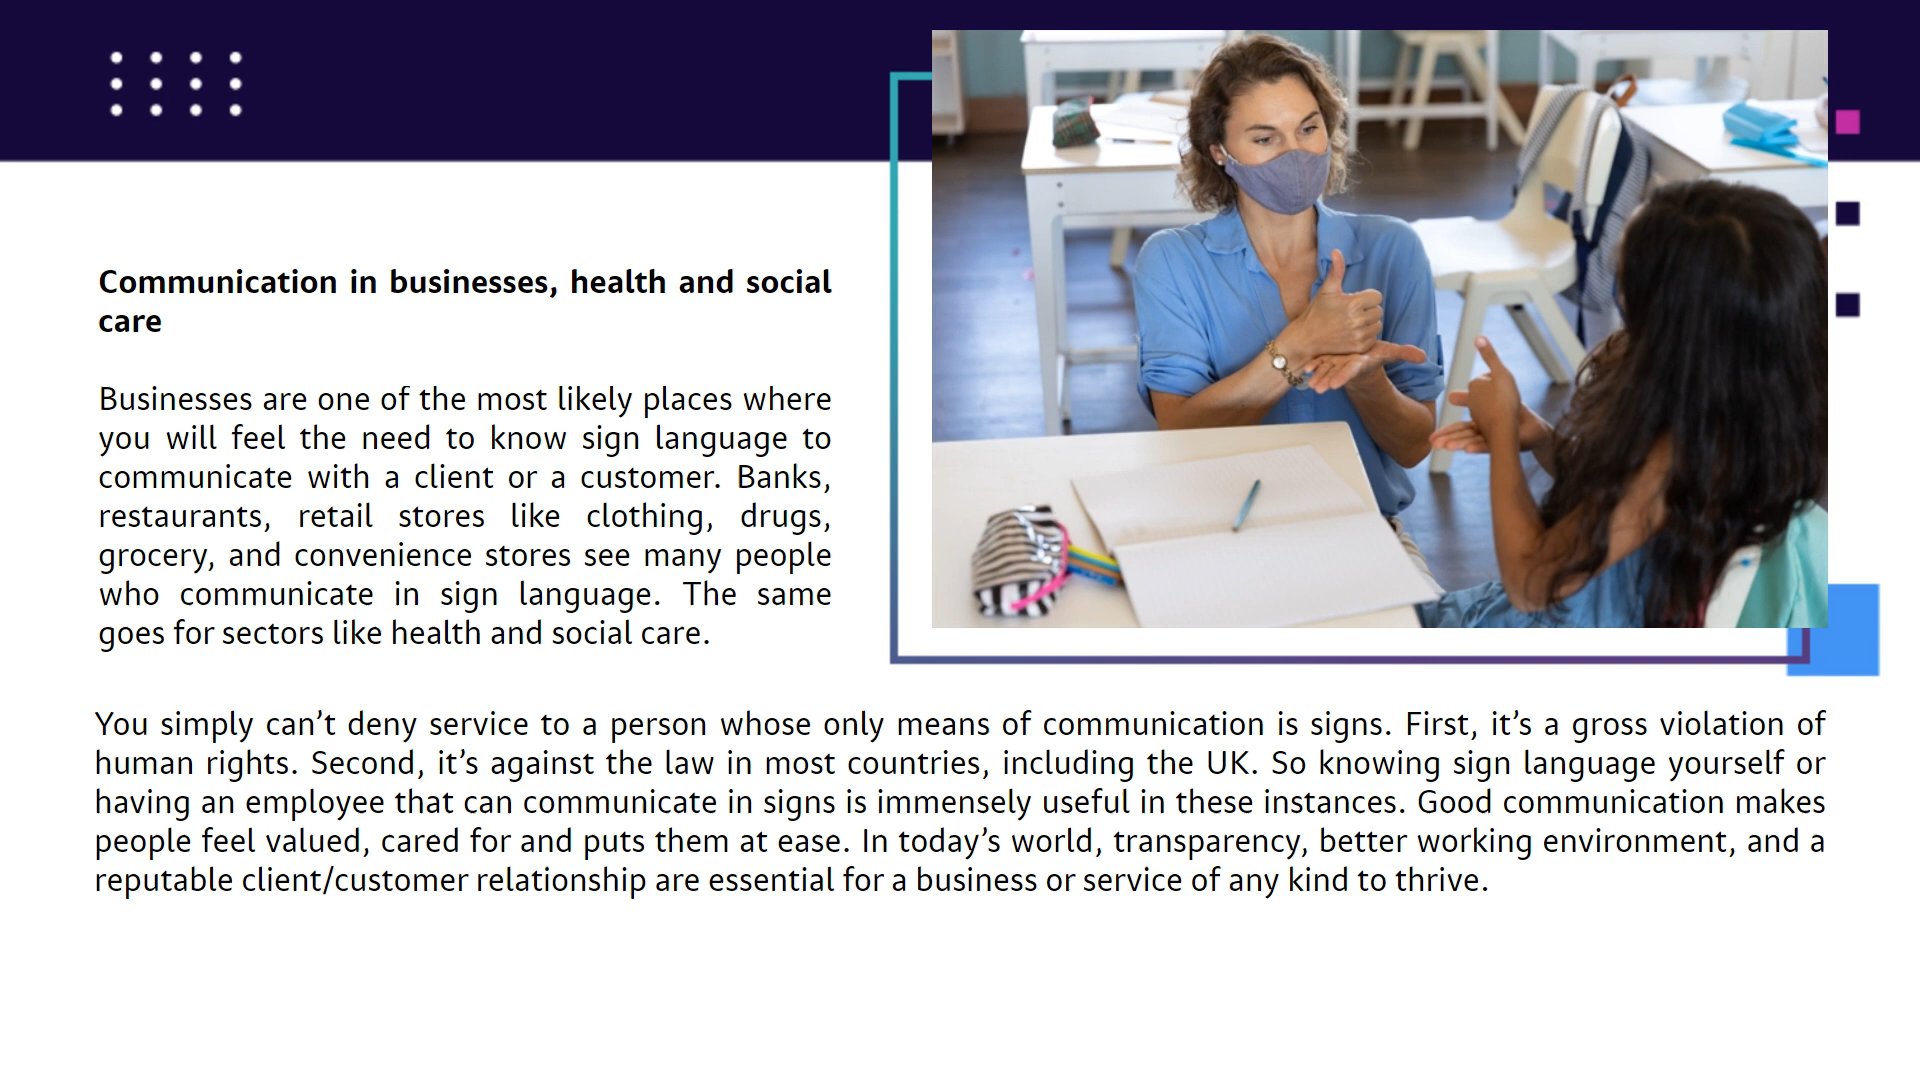 Communication in businesses, health and social
care
Businesses are one of the most likely places where
you will feel the need to know sign language to
communicate with a client or a customer. Banks,
restaurants, retail stores like clothing, drugs,
grocery, and convenience stores see many people
who communicate in sign language. The same
goes for sectors like health and social care.
You simply can’t deny service to a person whose only means of communication is signs. First, it’s a gross violation of
human rights. Second, it’s against the law in most countries, including the UK. So knowing sign language yourself or
having an employee that can communicate in signs is immensely useful in these instances. Good communication makes
people feel valued, cared for and puts them at ease. In today’s world, transparency, better working environment, and a
reputable client/customer relationship are essential for a business or service of any kind to thrive.